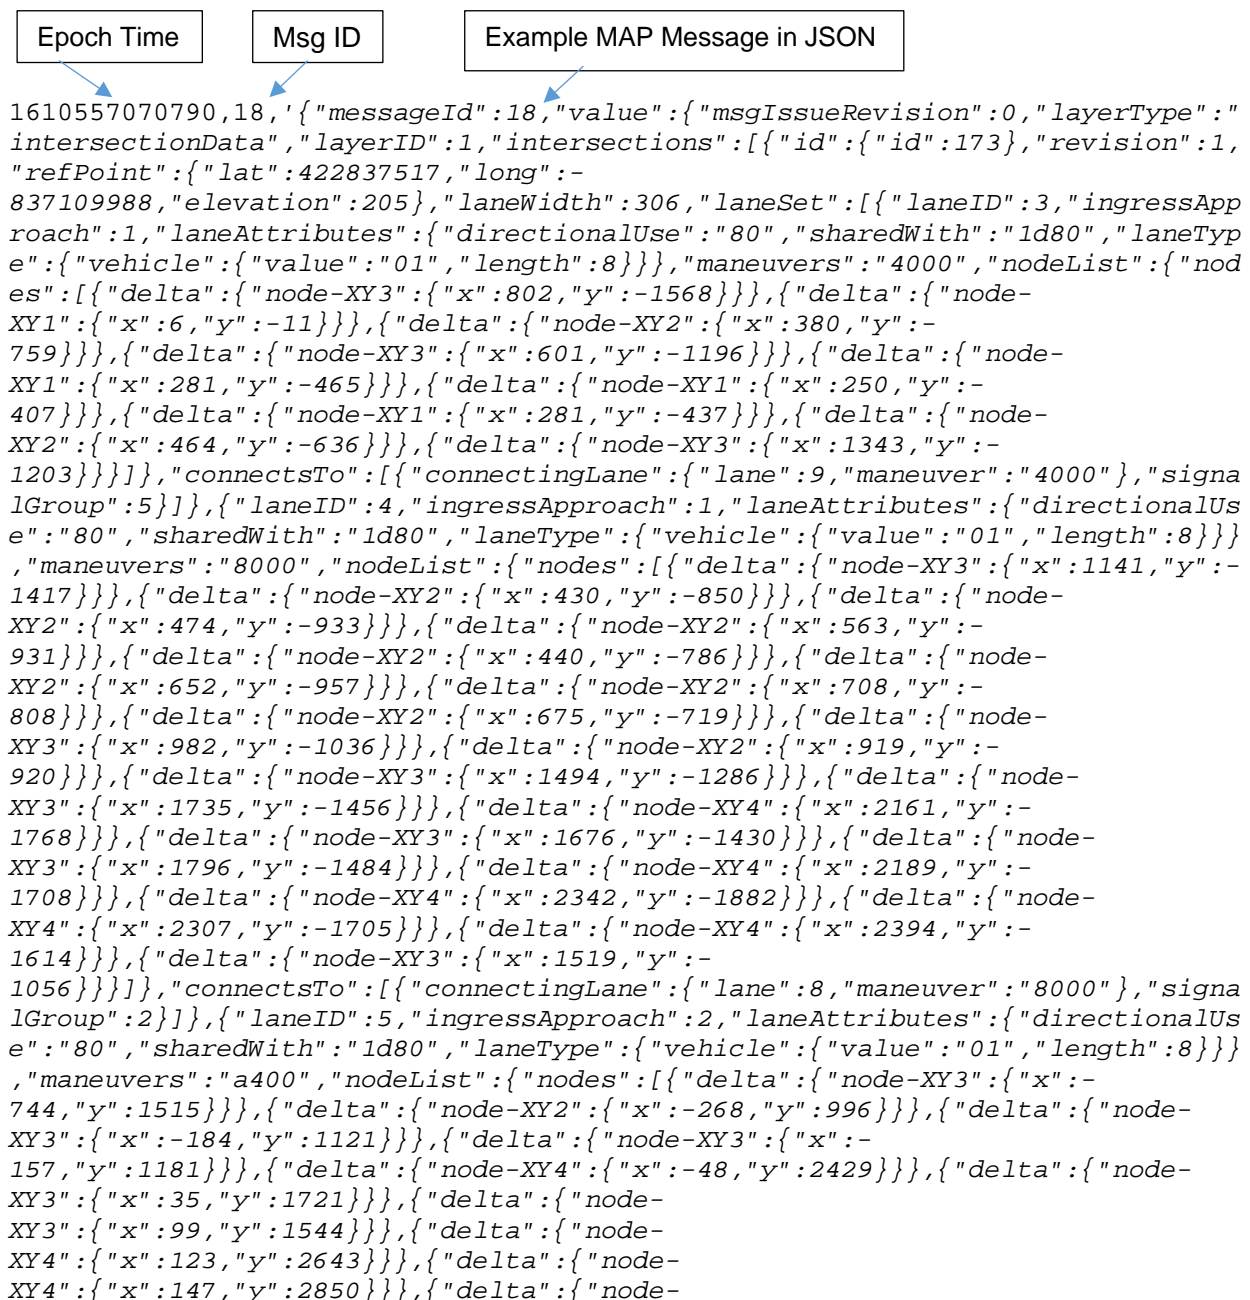 Epoch Time
Msg ID
Example MAP Message in JSON
1610557070790,18,'{"messageId":18,"value":{"msgIssueRevision":0,"layerType":"
intersectionData","layerID":1,"intersections":[{"id":{"id":173},"revision":1,
"refPoint":{"lat":422837517,"long":-
837109988,"elevation":205},"laneWidth":306,"laneSet":[{"laneID":3,"ingressApp
roach":1,"laneAttributes":{"directionalUse":"80","sharedWith":"1d80","laneTyp
e":{"vehicle":{"value":"01","length":8}}},"maneuvers":"4000","nodeList":{"nod
es":[{"delta":{"node-XY3":{"x":802,"y":-1568}}},{"delta":{"node-
XY1":{"x":6,"y":-11}}},{"delta":{"node-XY2":{"x":380,"y":-
759}}},{"delta":{"node-XY3":{"x":601,"y":-1196}}},{"delta":{"node-
XY1":{"x":281,"y":-465}}},{"delta":{"node-XY1":{"x":250,"y":-
407}}},{"delta":{"node-XY1":{"x":281,"y":-437}}},{"delta":{"node-
XY2":{"x":464,"y":-636}}},{"delta":{"node-XY3":{"x":1343,"y":-
1203}}}]},"connectsTo":[{"connectingLane":{"lane":9,"maneuver":"4000"},"signa
lGroup":5}]},{"laneID":4,"ingressApproach":1,"laneAttributes":{"directionalUs
e":"80","sharedWith":"1d80","laneType":{"vehicle":{"value":"01","length":8}}}
,"maneuvers":"8000","nodeList":{"nodes":[{"delta":{"node-XY3":{"x":1141,"y":-
1417}}},{"delta":{"node-XY2":{"x":430,"y":-850}}},{"delta":{"node-
XY2":{"x":474,"y":-933}}},{"delta":{"node-XY2":{"x":563,"y":-
931}}},{"delta":{"node-XY2":{"x":440,"y":-786}}},{"delta":{"node-
XY2":{"x":652,"y":-957}}},{"delta":{"node-XY2":{"x":708,"y":-
808}}},{"delta":{"node-XY2":{"x":675,"y":-719}}},{"delta":{"node-
XY3":{"x":982,"y":-1036}}},{"delta":{"node-XY2":{"x":919,"y":-
920}}},{"delta":{"node-XY3":{"x":1494,"y":-1286}}},{"delta":{"node-
XY3":{"x":1735,"y":-1456}}},{"delta":{"node-XY4":{"x":2161,"y":-
1768}}},{"delta":{"node-XY3":{"x":1676,"y":-1430}}},{"delta":{"node-
XY3":{"x":1796,"y":-1484}}},{"delta":{"node-XY4":{"x":2189,"y":-
1708}}},{"delta":{"node-XY4":{"x":2342,"y":-1882}}},{"delta":{"node-
XY4":{"x":2307,"y":-1705}}},{"delta":{"node-XY4":{"x":2394,"y":-
1614}}},{"delta":{"node-XY3":{"x":1519,"y":-
1056}}}]},"connectsTo":[{"connectingLane":{"lane":8,"maneuver":"8000"},"signa
lGroup":2}]},{"laneID":5,"ingressApproach":2,"laneAttributes":{"directionalUs
e":"80","sharedWith":"1d80","laneType":{"vehicle":{"value":"01","length":8}}}
,"maneuvers":"a400","nodeList":{"nodes":[{"delta":{"node-XY3":{"x":-
744,"y":1515}}},{"delta":{"node-XY2":{"x":-268,"y":996}}},{"delta":{"node-
XY3":{"x":-184,"y":1121}}},{"delta":{"node-XY3":{"x":-
157,"y":1181}}},{"delta":{"node-XY4":{"x":-48,"y":2429}}},{"delta":{"node-
XY3":{"x":35,"y":1721}}},{"delta":{"node-
XY3":{"x":99,"y":1544}}},{"delta":{"node-
XY4":{"x":123,"y":2643}}},{"delta":{"node-
XY4":{"x":147,"y":2850}}},{"delta":{"node-